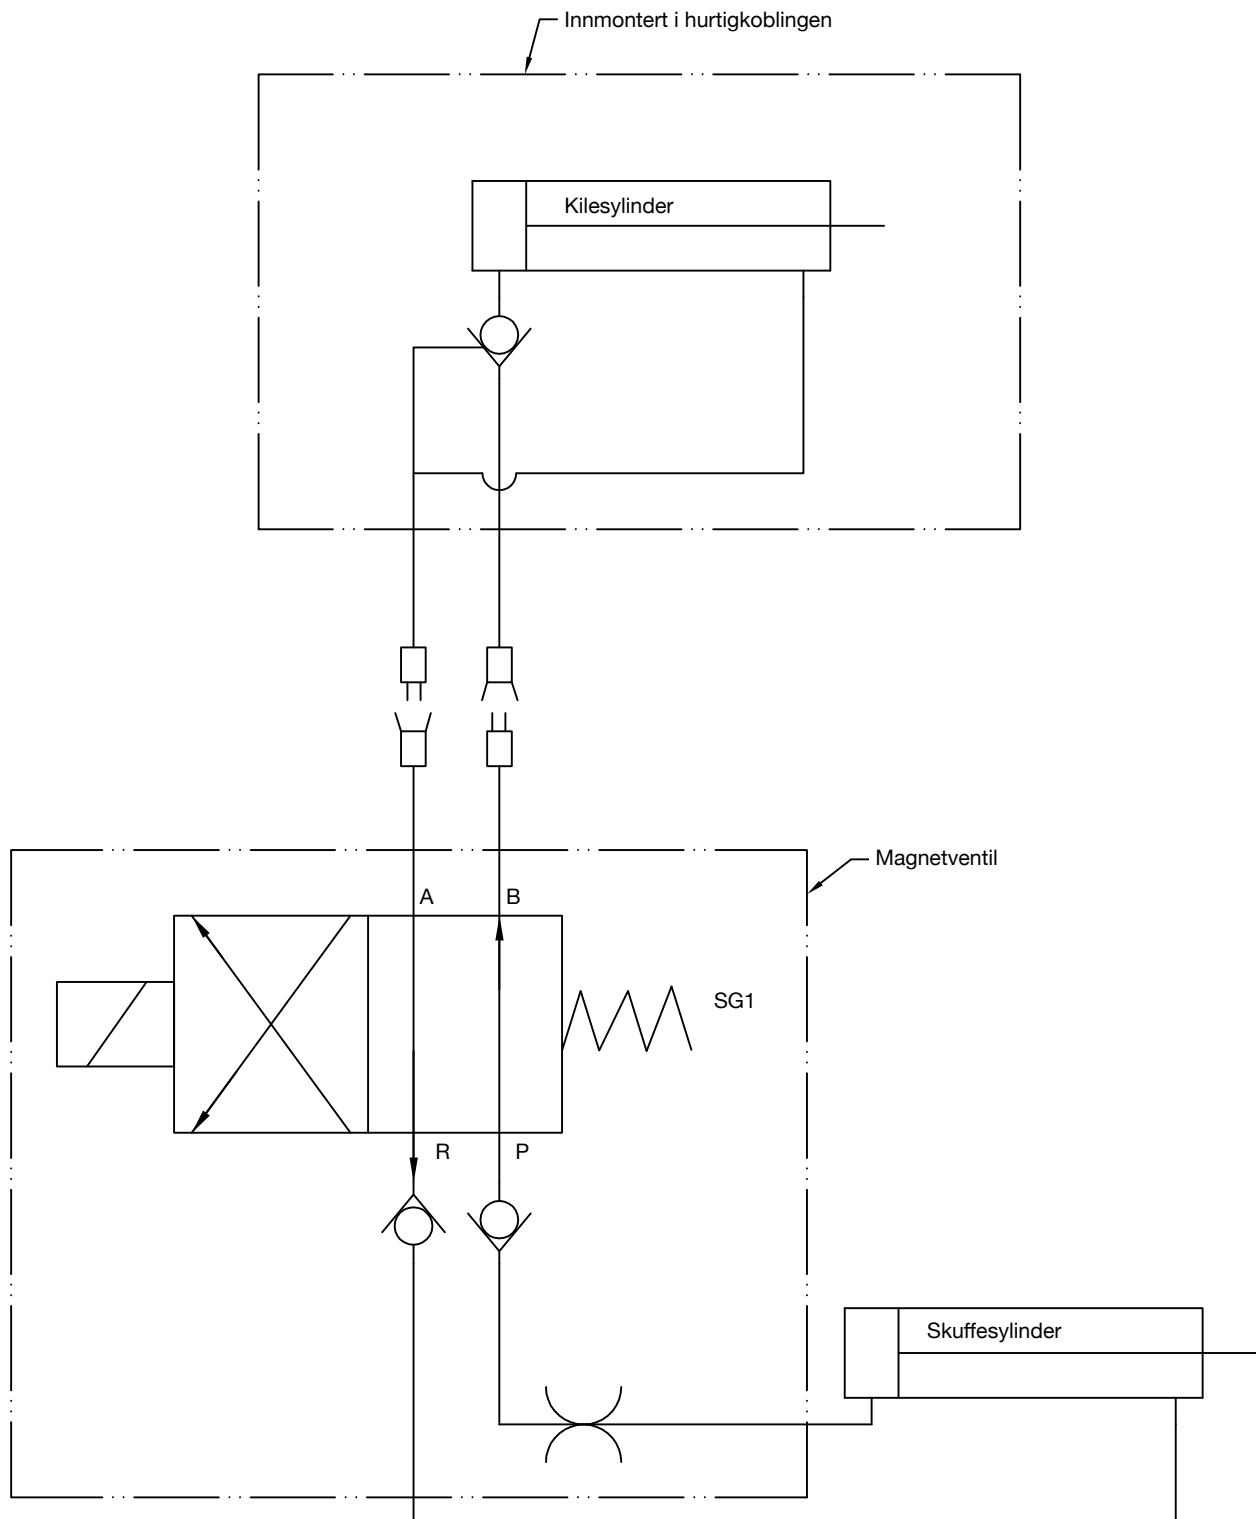 Innmontert i hurtigkoblingen
Kilesylinder
Magnetventil
A
B
SG1
R
P
Skuffesylinder